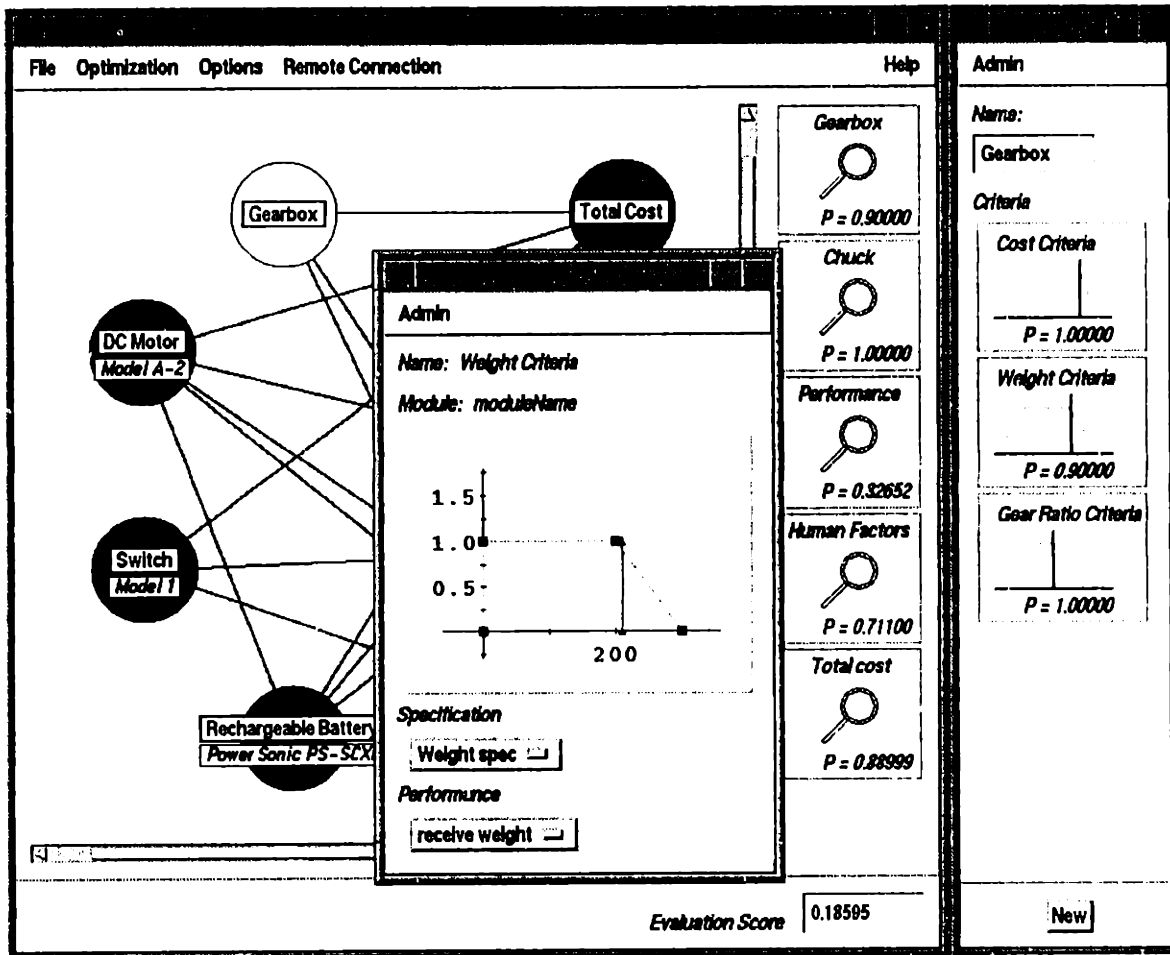 File Optimization Options Remote Connection Help
Gearbox
Total Cost
DC Motor
Model A-2
Switch
Model 1
Rechargeable Battery
Power Sonic PS-SCXI
Admin
Name: Weight Criteria
Module: moduleName
1.5
1.0
0.5
200
Specification
Weight spec
Performance
receive weight
Gearbox
P = 0.90000
Chuck
P = 1.00000
Performance
P = 0.32652
Human Factors
P = 0.71100
Total cost
P = 0.88999
Evaluation Score 0.18595
Admin
Name:
Gearbox
Criteria
Cost Criteria
P = 1.00000
Weight Criteria
P = 0.90000
Gear Ratio Criteria
P = 1.00000
New